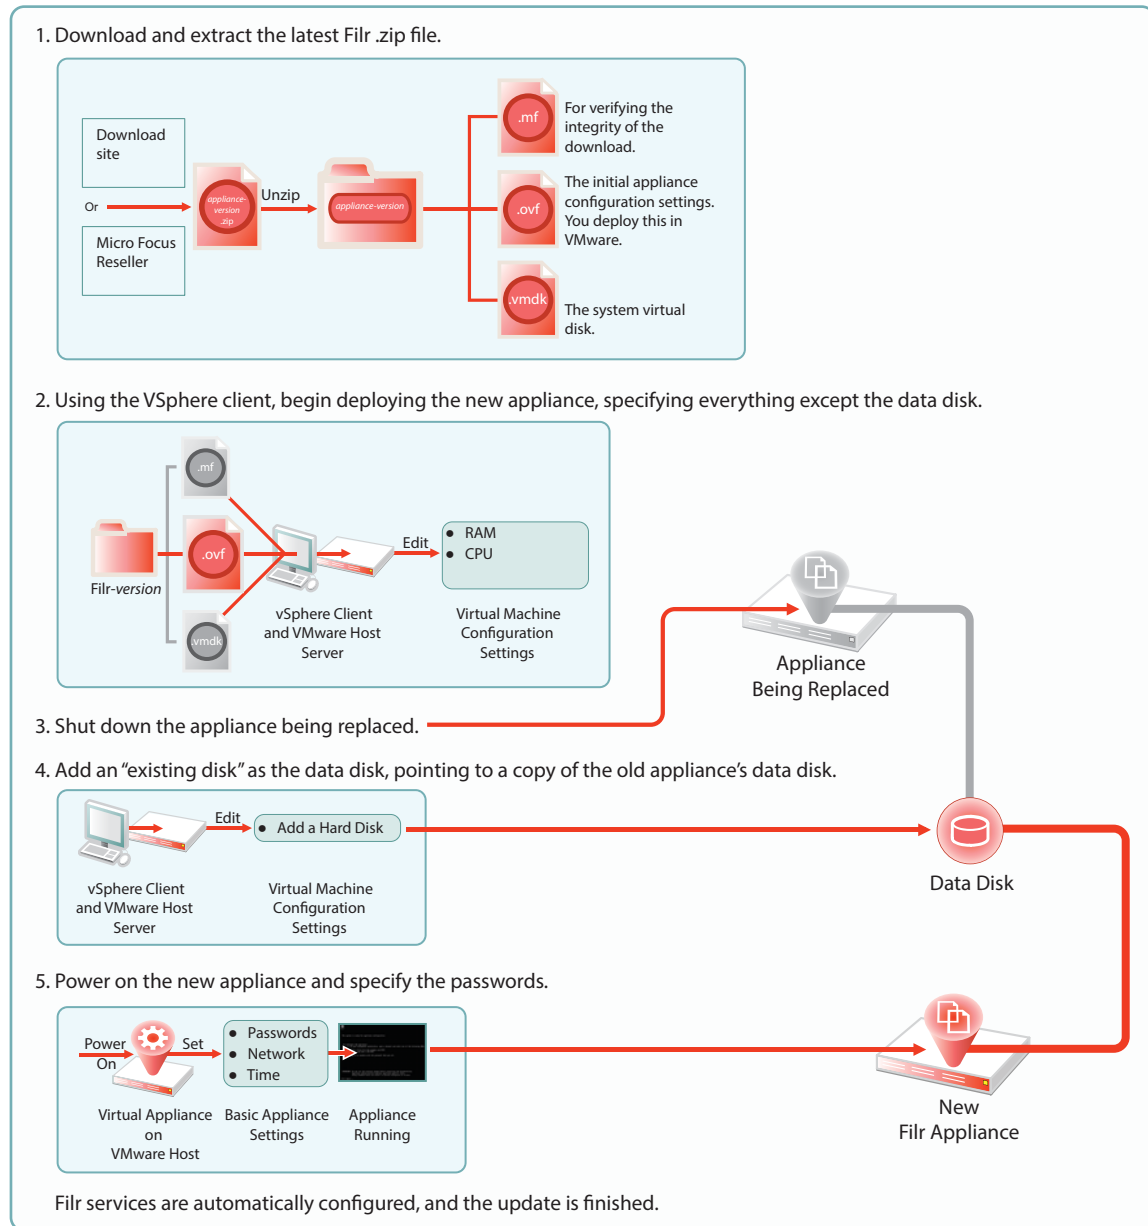 1. Download and extract the latest Filr .zip file.
Download
site
Or
Micro Focus
Reseller
appliance-
version
.zip
Unzip
appliance-version
.mf
For verifying the
integrity of the
download.
.ovf
The initial appliance
configuration settings.
You deploy this in
VMware.
.vmdk
The system virtual
disk.
2. Using the VSphere client, begin deploying the new appliance, specifying everything except the data disk.
.mf
.ovf
.vmdk
Filr-version
vSphere Client
and VMware Host
Server
Edit
● RAM
● CPU
Virtual Machine
Configuration
Settings
Appliance
Being Replaced
3. Shut down the appliance being replaced.
4. Add an “existing disk” as the data disk, pointing to a copy of the old appliance’s data disk.
Edit
● Add a Hard Disk
vSphere Client
and VMware Host
Server
Virtual Machine
Configuration
Settings
Data Disk
5. Power on the new appliance and specify the passwords.
Power
On
Set
● Passwords
● Network
● Time
Virtual Appliance
on
VMware Host
Basic Appliance
Settings
Appliance
Running
New
Filr Appliance
Filr services are automatically configured, and the update is finished.